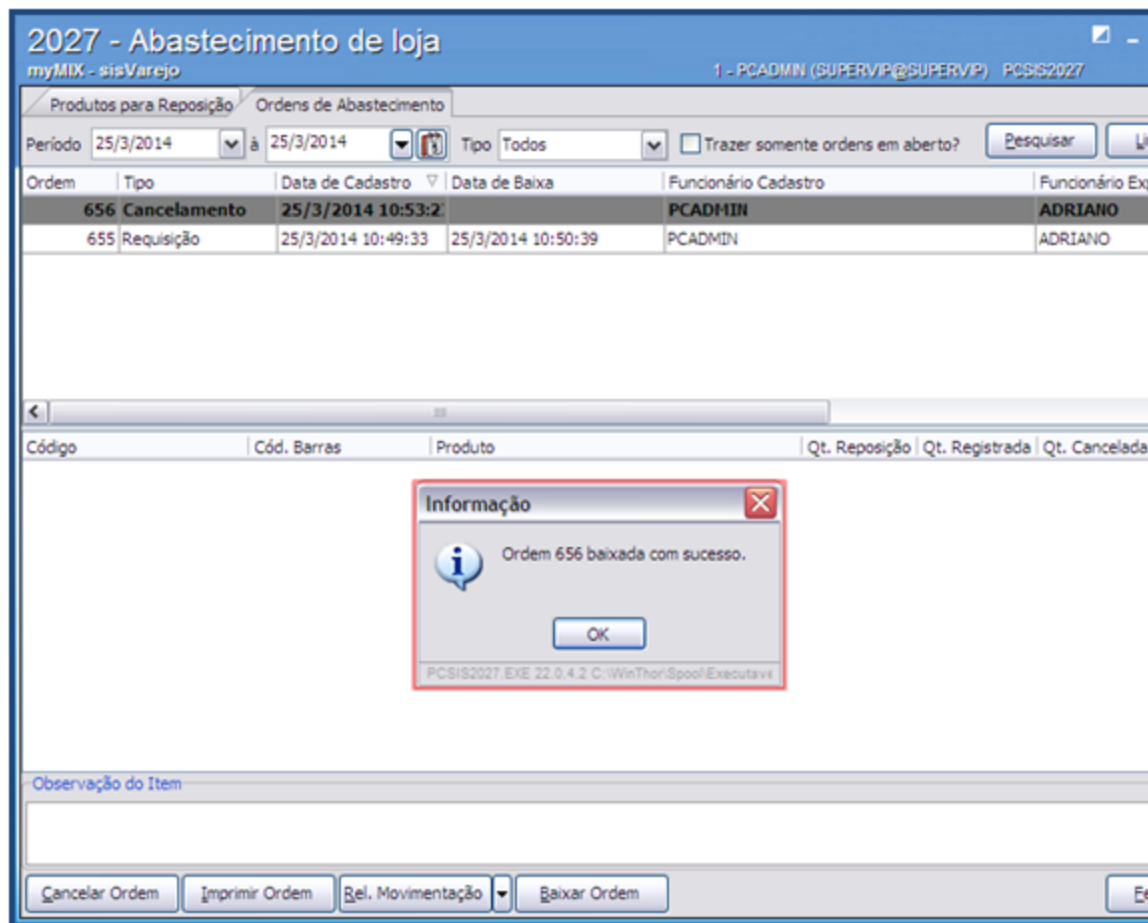 2027 - Abastecimento de loja
myMIX - sisVarejo 1 - PCADMIN (SUPERVIP@SUPERVIP) PCSIS2027
Produtos para Reposição Ordens de Abastecimento
Período 25/3/2014 à 25/3/2014 Tipo Todos Trazer somente ordens em aberto? Pesquisar Li
Ordem Tipo Data de Cadastro Data de Baixa Funcionário Cadastro Funcionário Ex
656 Cancelamento 25/3/2014 10:53:2 PCADMIN ADRIANO
655 Requisição 25/3/2014 10:49:33 25/3/2014 10:50:39 PCADMIN ADRIANO
Código Cód. Barras Produto Qt. Reposição Qt. Registrada Qt. Cancelada
Informação
Ordem 656 baixada com sucesso.
OK
PCSIS2027.EXE 22.0.4.2 C:\WinThor\Spool\Executave
Observação do Item
Cancelar Ordem Imprimir Ordem Rel. Movimentação Baixar Ordem Fe